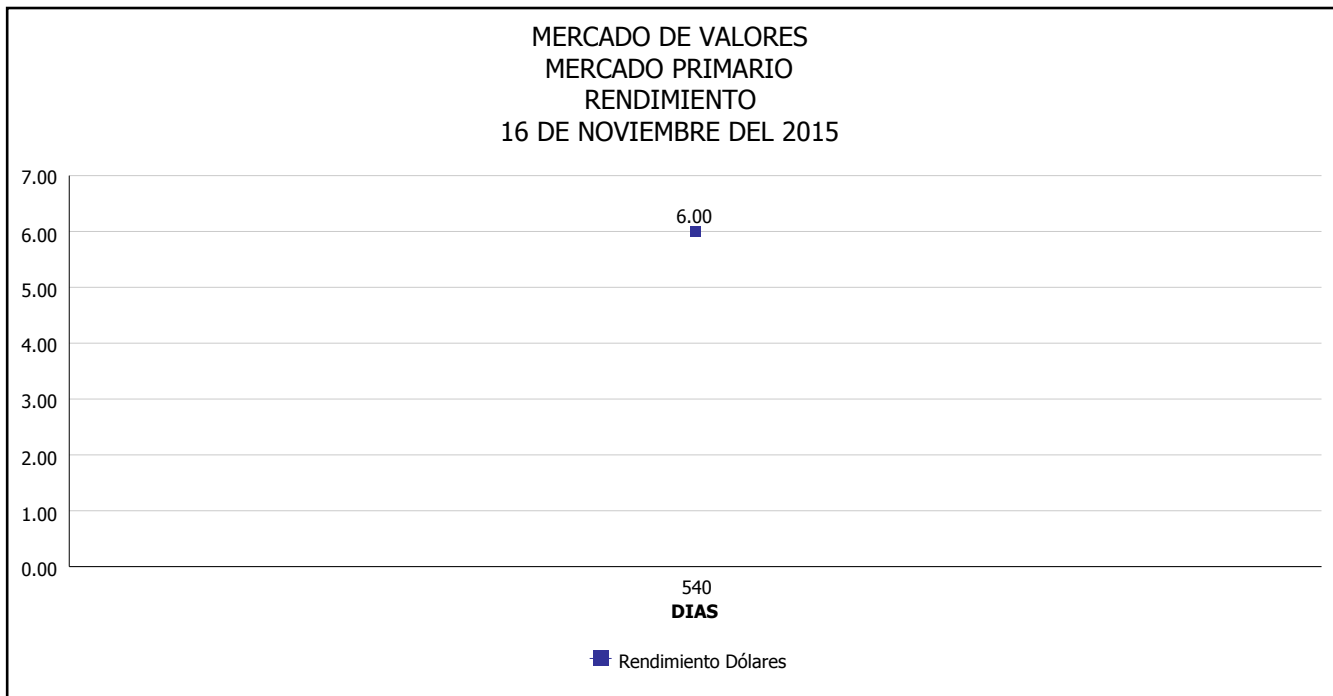 MERCADO DE VALORES
MERCADO PRIMARIO
RENDIMIENTO
16 DE NOVIEMBRE DEL 2015
7.00
6.00
6.00
5.00
4.00
3.00
2.00
1.00
0.00
540
DIAS
Rendimiento Dólares